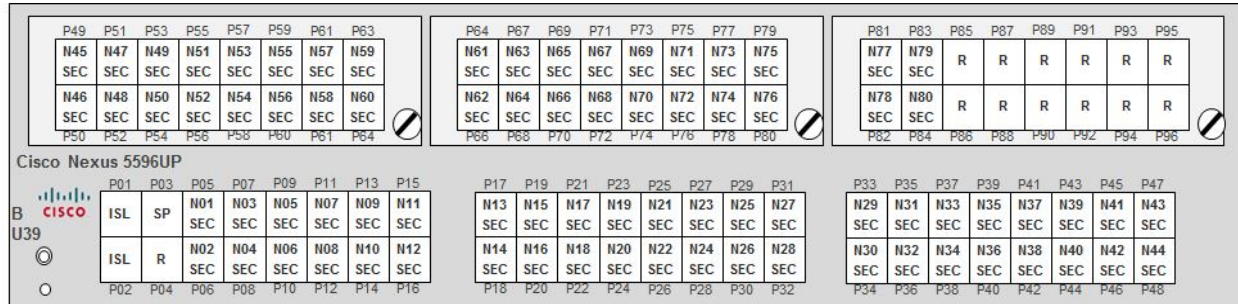 P49 P51 P53 P55 P57 P59 P61 P63 P64 P67 P69 P71 P73 P75 P77 P79 P81 P83 P85 P87 P89 P91 P93 P95
N45 N47 N49 N51 N53 N55 N57 N59 N61 N63 N65 N67 N69 N71 N73 N75 N77 N79 R R R R R R
SEC SEC SEC SEC SEC SEC SEC SEC SEC SEC SEC SEC SEC SEC SEC SEC SEC SEC
N46 N48 N50 N52 N54 N56 N58 N60 N62 N64 N66 N68 N70 N72 N74 N76 N78 N80 R R R R R R
SEC SEC SEC SEC SEC SEC SEC SEC SEC SEC SEC SEC SEC SEC SEC SEC SEC SEC
P50 P52 P54 P56 P58 P60 P61 P64 P66 P68 P70 P72 P74 P76 P78 P80 P82 P84 P86 P88 P90 P92 P94 P96
Cisco Nexus 5596UP
P01 P03 P05 P07 P09 P11 P13 P15 P17 P19 P21 P23 P25 P27 P29 P31 P33 P35 P37 P39 P41 P43 P45 P47
B CISCO ISL SP N01 N03 N05 N07 N09 N11 N13 N15 N17 N19 N21 N23 N25 N27 N29 N31 N33 N35 N37 N39 N41 N43
SEC SEC SEC SEC SEC SEC SEC SEC SEC SEC SEC SEC SEC SEC SEC SEC SEC SEC SEC SEC SEC SEC
U39 ISL R N02 N04 N06 N08 N10 N12 N14 N16 N18 N20 N22 N24 N26 N28 N30 N32 N34 N36 N38 N40 N42 N44
SEC SEC SEC SEC SEC SEC SEC SEC SEC SEC SEC SEC SEC SEC SEC SEC SEC SEC SEC SEC SEC SEC
P02 P04 P06 P08 P10 P12 P14 P16 P18 P20 P22 P24 P26 P28 P30 P32 P34 P36 P38 P40 P42 P44 P46 P48